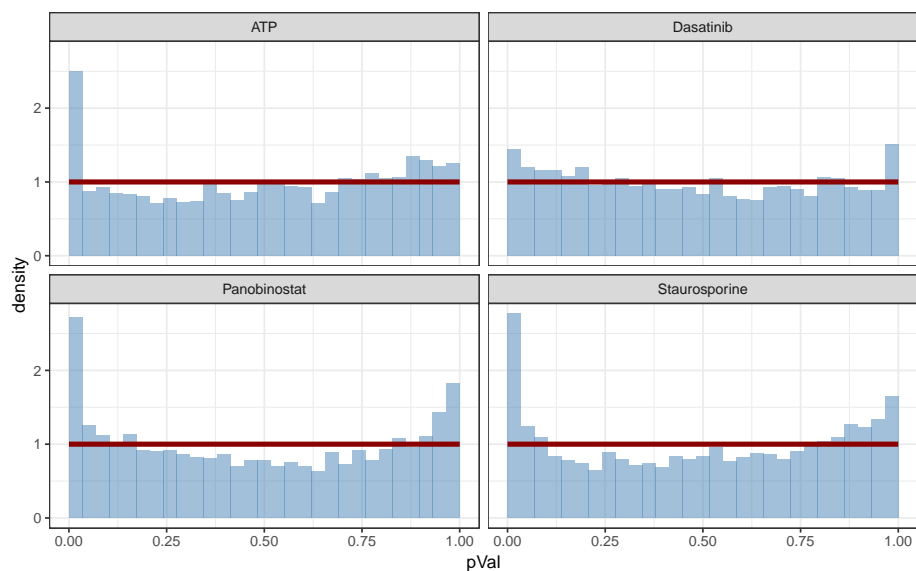 ATP
Dasatinib
2
1
0
Panobinostat
Staurosporine
2
1
0
0.00 0.25 0.50 0.75 1.00
0.00 0.25 0.50 0.75 1.00
density
pVal